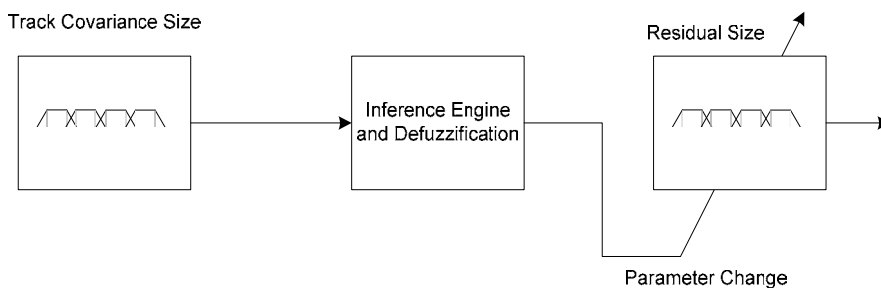 Track Covariance Size
Residual Size
Inference Engine
and Defuzzification
Parameter Change